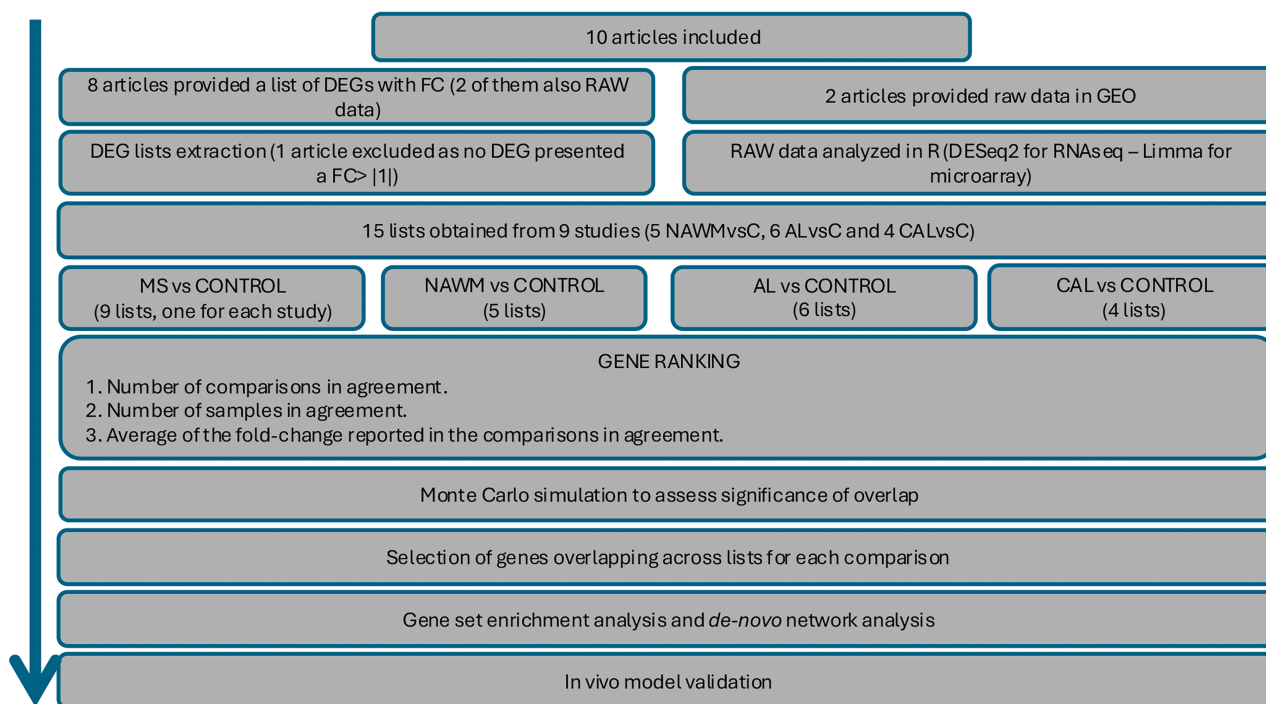 10 articles included
8 articles provided a list of DEGs with FC (2 of them also RAW
data)
2 articles provided raw data in GEO
DEG lists extraction (1 article excluded as no DEG presented
a FC> |1|)
RAW data analyzed in R (DESeq2 for RNAseq – Limma for
microarray)
15 lists obtained from 9 studies (5 NAWMvsC, 6 ALvsC and 4 CALvsC)
MS vs CONTROL
(9 lists, one for each study)
NAWM vs CONTROL
(5 lists)
AL vs CONTROL
(6 lists)
CAL vs CONTROL
(4 lists)
GENE RANKING
1. Number of comparisons in agreement.
2. Number of samples in agreement.
3. Average of the fold-change reported in the comparisons in agreement.
Monte Carlo simulation to assess significance of overlap
Selection of genes overlapping across lists for each comparison
Gene set enrichment analysis and de-novo network analysis
In vivo model validation